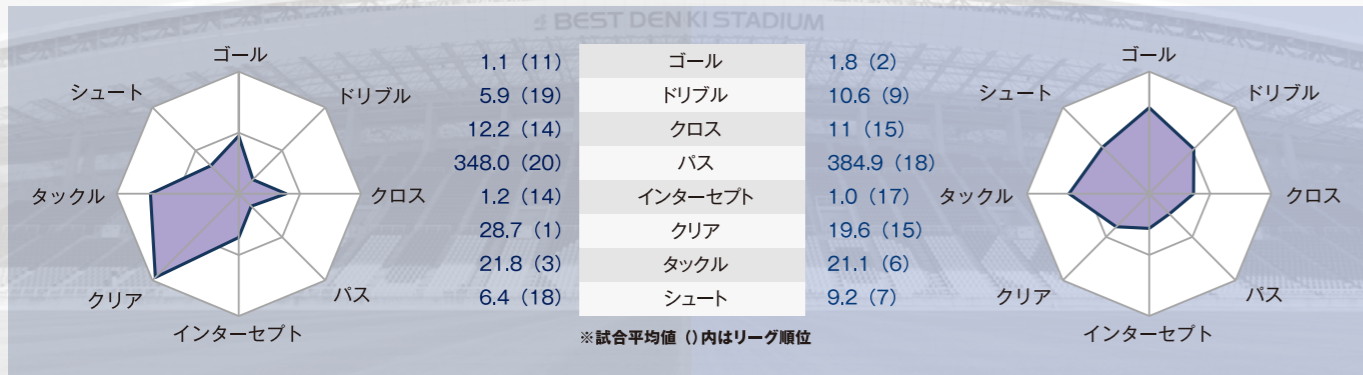 BEST DENKI STADIUM
ゴール
シュート
ドリブル
タックル
クロス
クリア
パス
インターセプト
1.1（11） ゴール 1.8（2）
5.9（19） ドリブル 10.6（9）
12.2（14） クロス 11（15）
348.0（20） パス 384.9（18）
1.2（14） インターセプト 1.0（17）
28.7（1） クリア 19.6（15）
21.8（3） タックル 21.1（6）
6.4（18） シュート 9.2（7）
※試合平均値（）内はリーグ順位
ゴール
シュート
ドリブル
タックル
クロス
クリア
パス
インターセプト